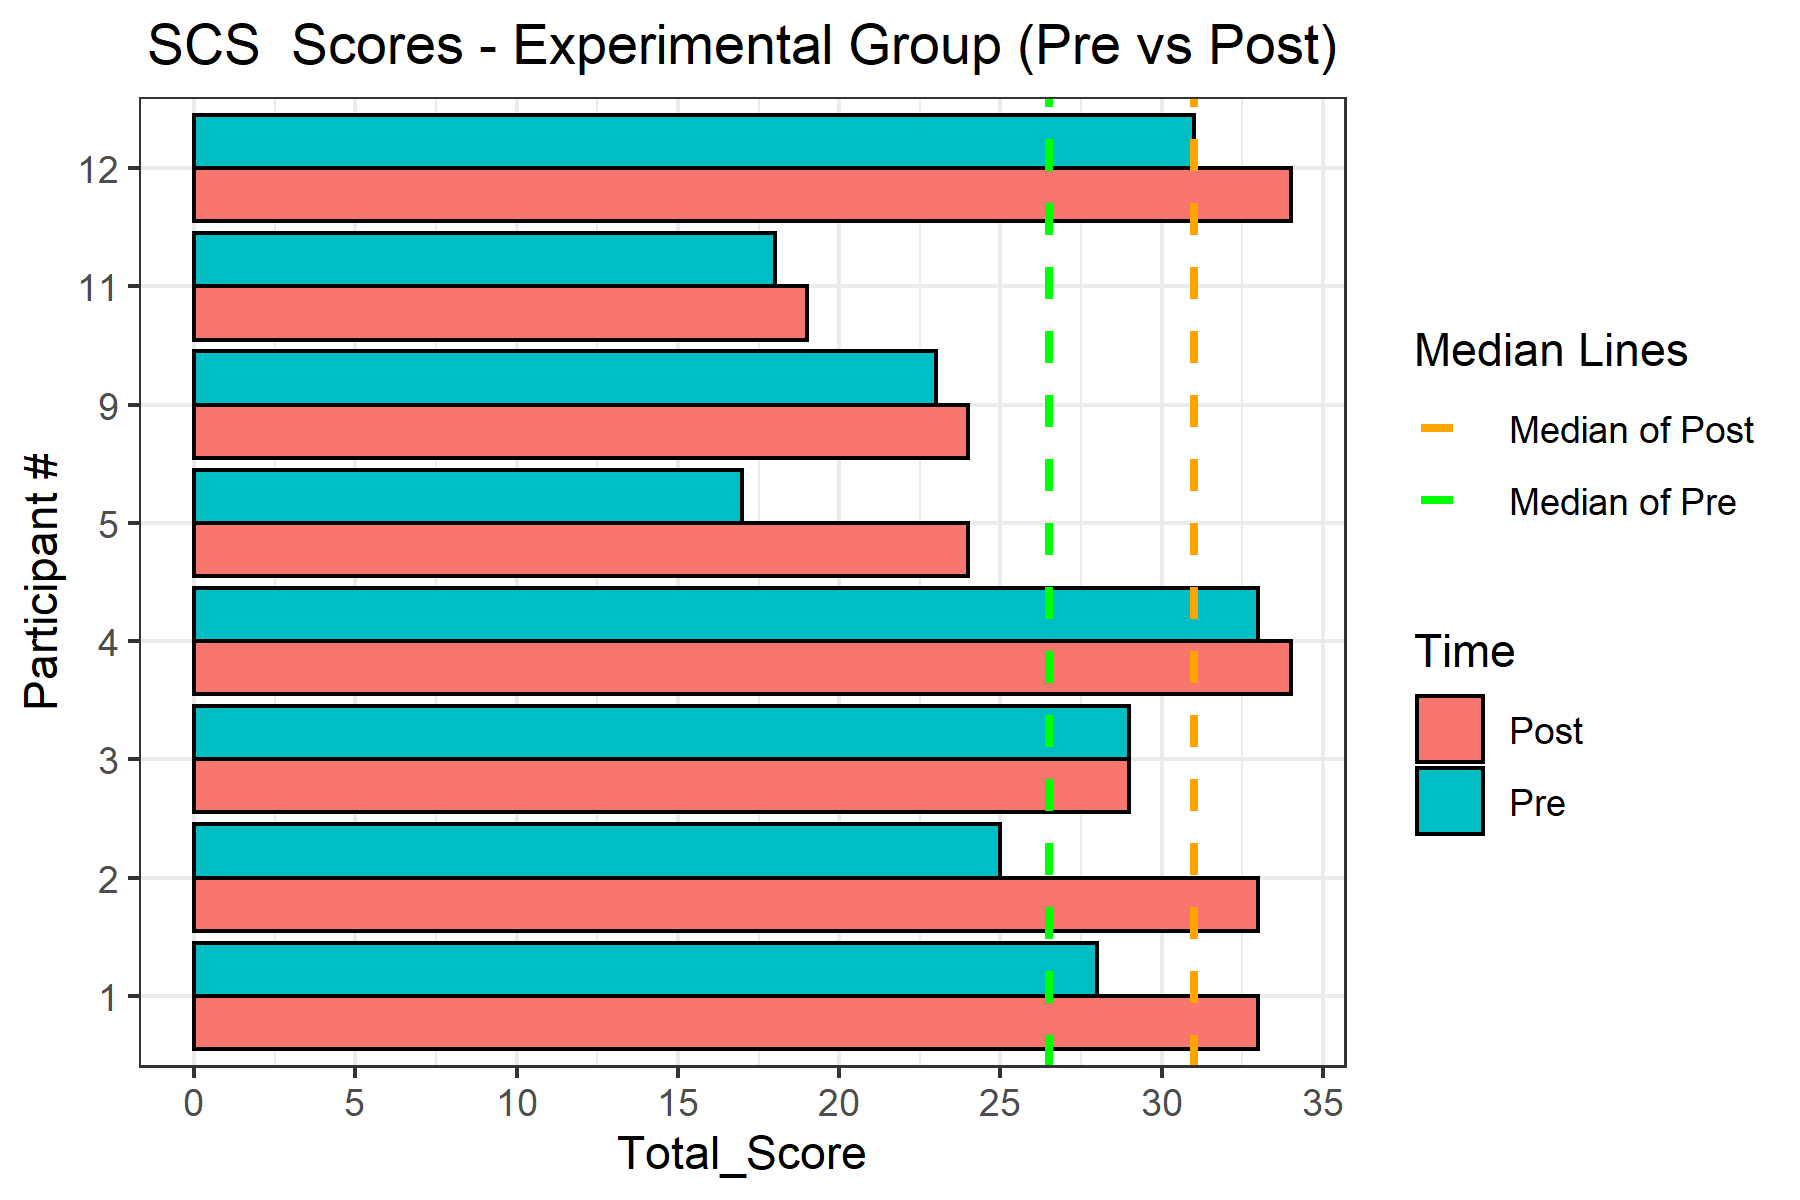 SCS  Scores - Experimental Group (Pre vs Post)
Participant #
12
11
9
5
4
3
2
1
0 5 10 15 20 25 30 35
Total_Score
Median Lines
Median of Post
Median of Pre
Time
Post
Pre